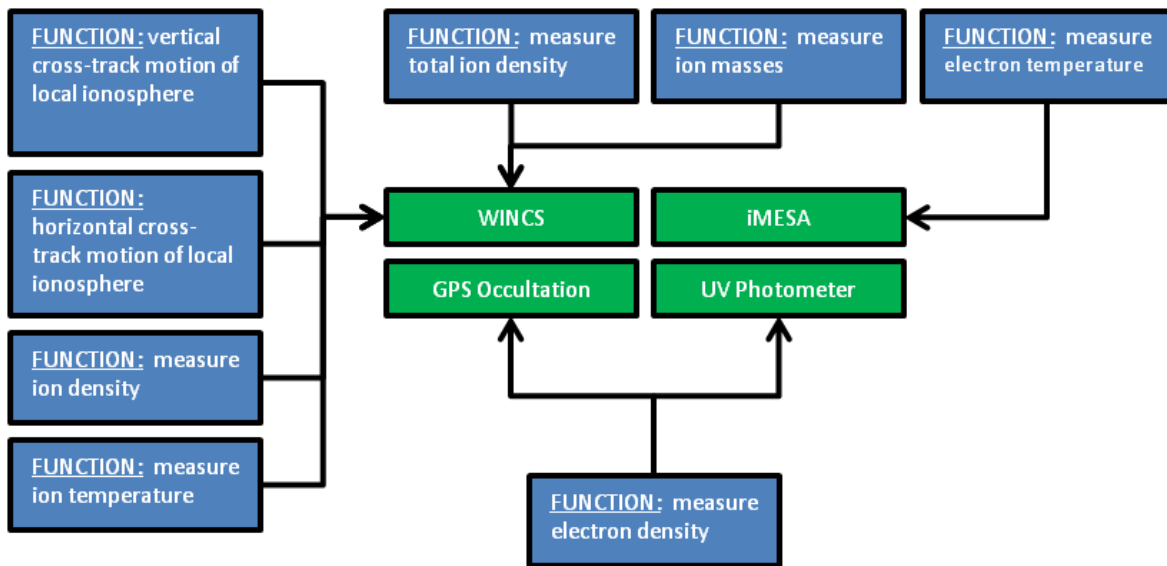 FUNCTION: vertical
cross-track motion of
local ionosphere
FUNCTION: measure
total ion density
FUNCTION: measure
ion masses
FUNCTION: measure
electron temperature
FUNCTION:
horizontal cross-
track motion of local
ionosphere
WINCS
iMESA
GPS Occultation
UV Photometer
FUNCTION: measure
ion density
FUNCTION: measure
ion temperature
FUNCTION: measure
electron density